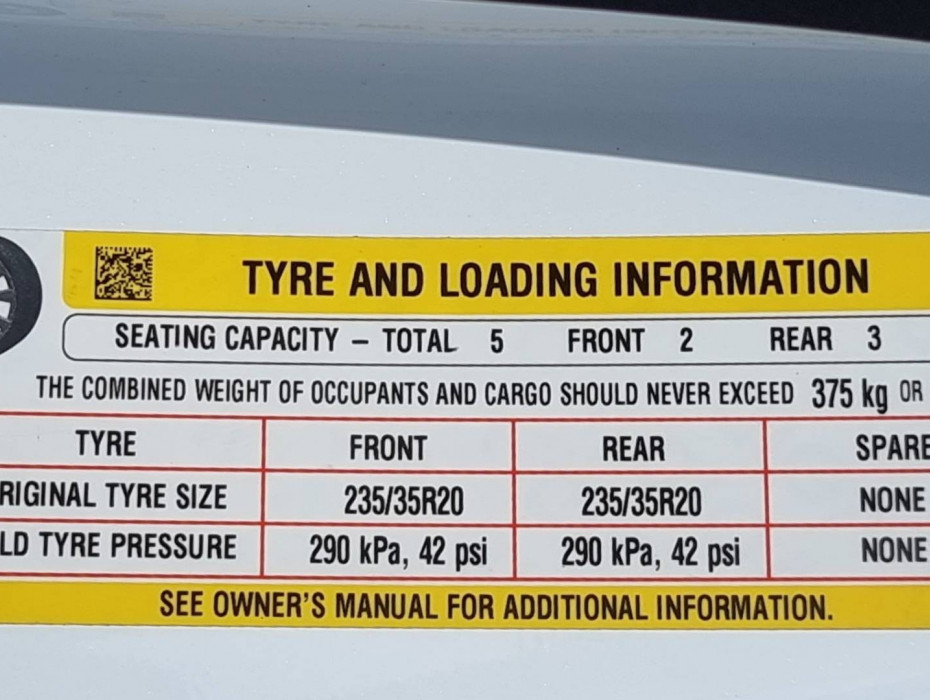 TYRE AND LOADING INFORMATION
SEATING CAPACITY – TOTAL 5 FRONT 2 REAR 3
THE COMBINED WEIGHT OF OCCUPANTS AND CARGO SHOULD NEVER EXCEED 375 kg OR
TYRE FRONT REAR SPARE
RIGINAL TYRE SIZE 235/35R20 235/35R20 NONE
LD TYRE PRESSURE 290 kPa, 42 psi 290 kPa, 42 psi NONE
SEE OWNER'S MANUAL FOR ADDITIONAL INFORMATION.